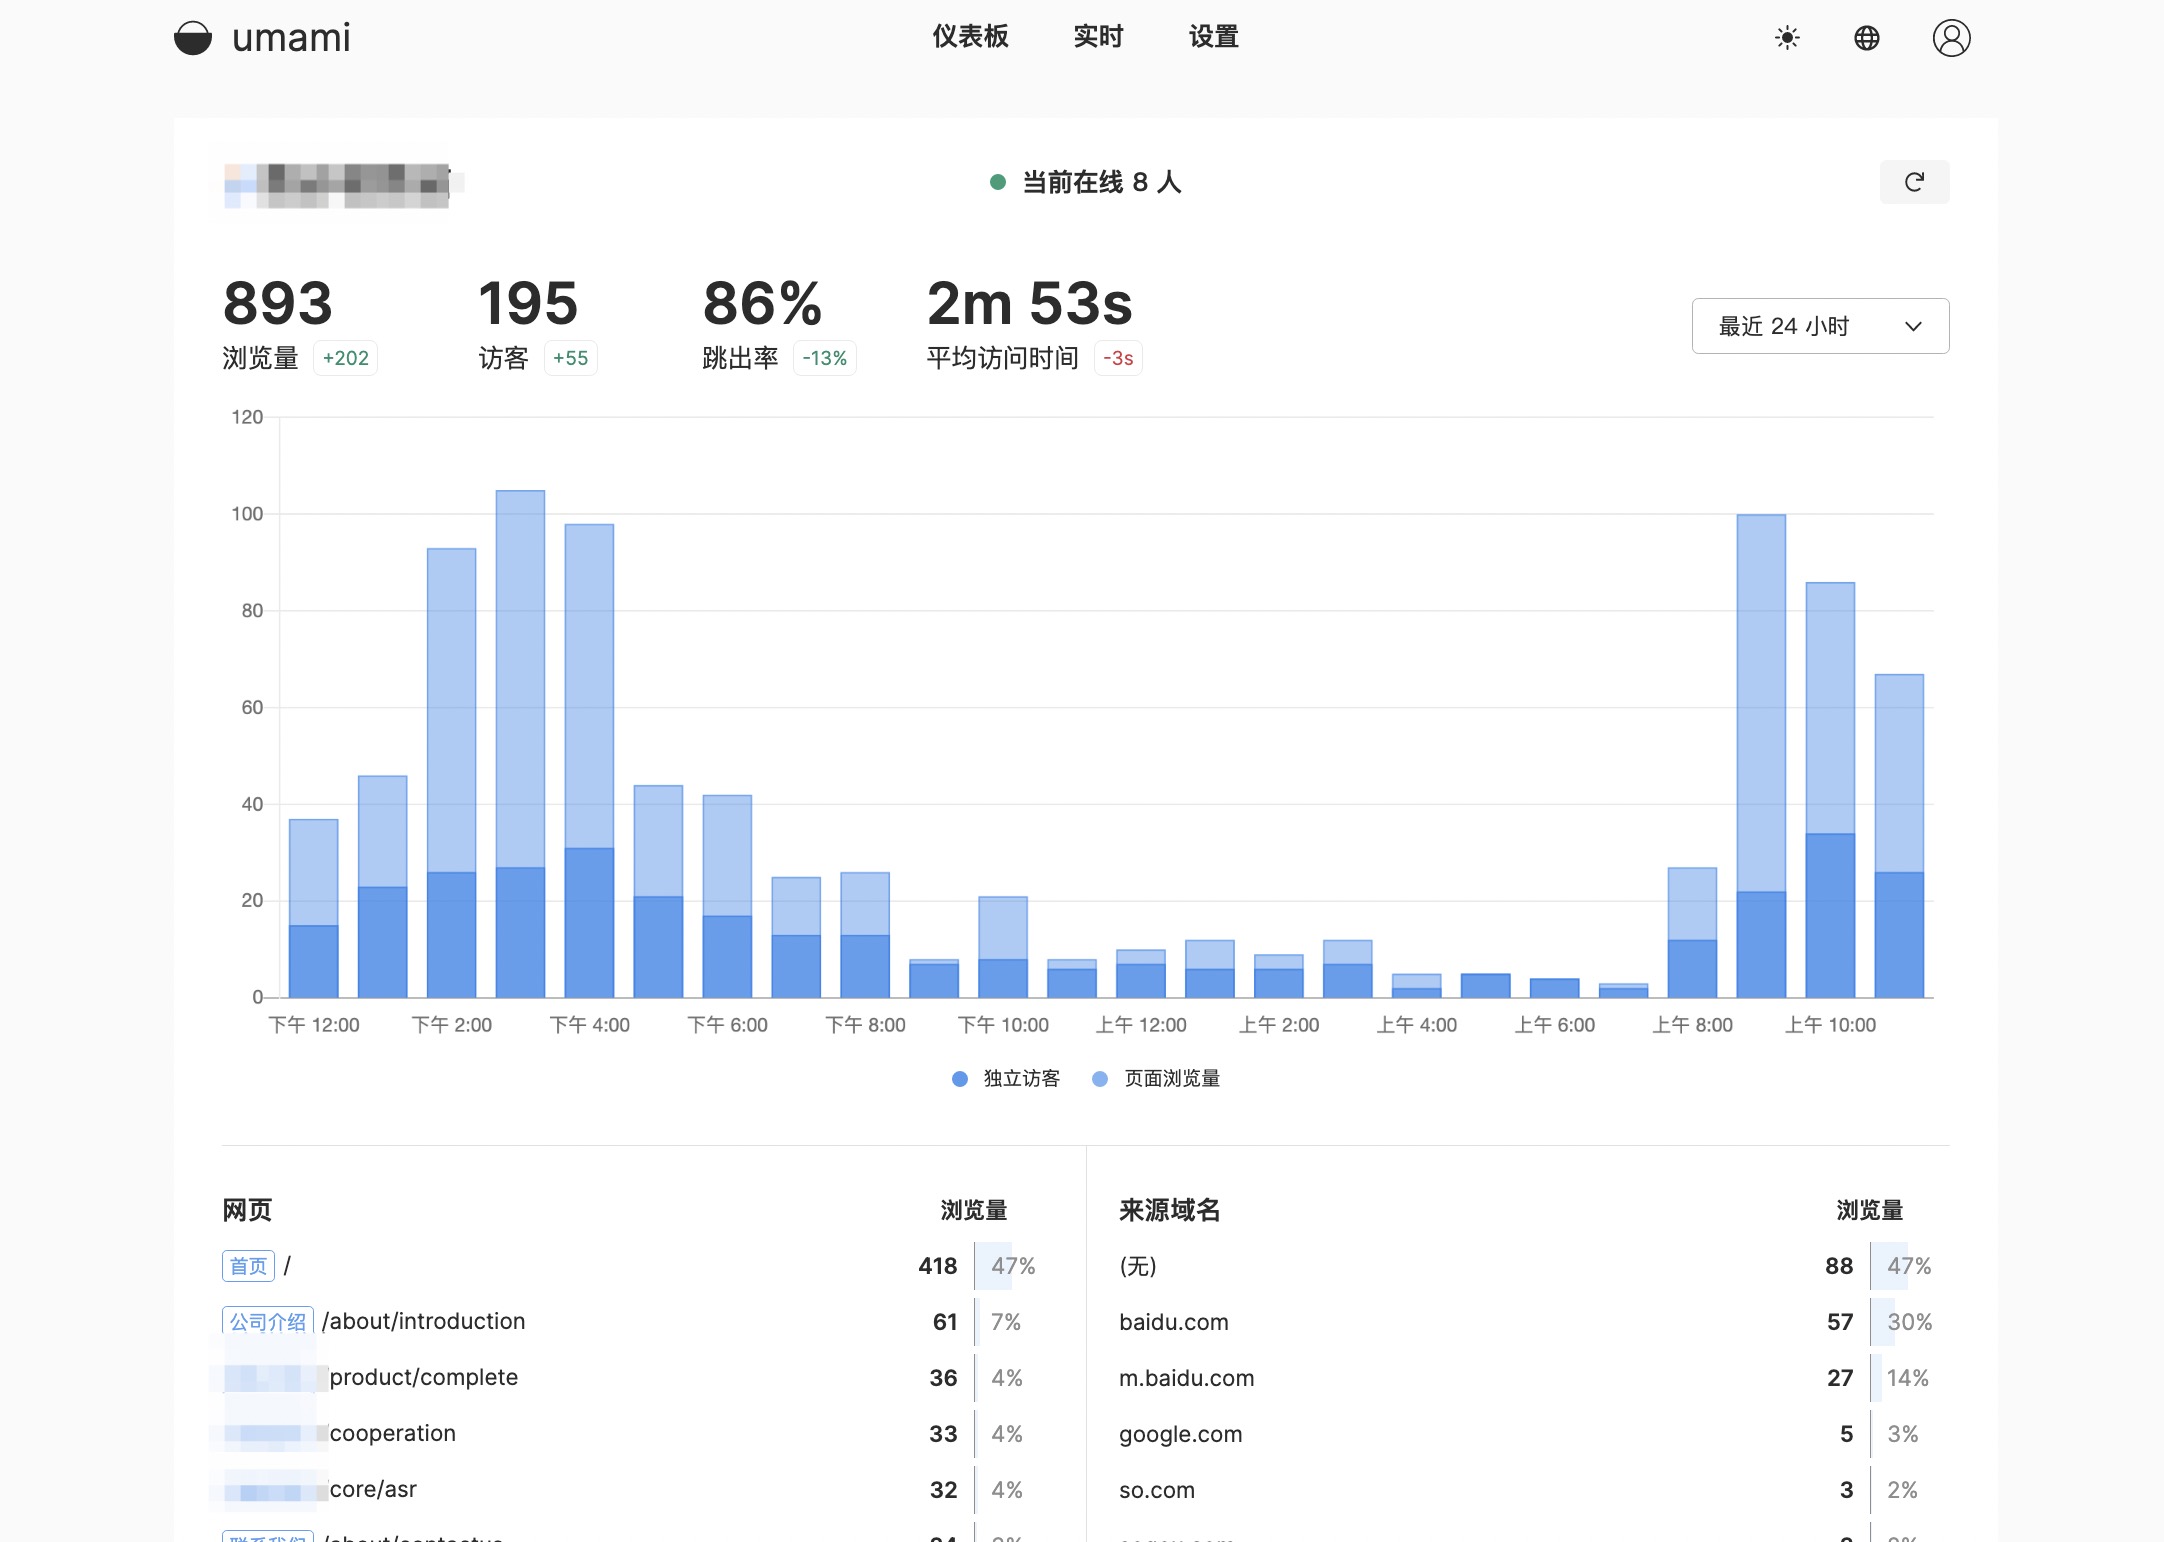 umami
仪表板 实时 设置
当前在线 8 人
893 195 86% 2m 53s
浏览量 +202 访客 +55 跳出率 -13% 平均访问时间 -3s
最近 24 小时
120
100
80
60
40
20
0
下午 12:00 下午 2:00 下午 4:00 下午 6:00 下午 8:00 下午 10:00 上午 12:00 上午 2:00 上午 4:00 上午 6:00 上午 8:00 上午 10:00
独立访客 页面浏览量
网页 浏览量
首页 / 418 47%
公司介绍 /about/introduction 61 7%
/product/complete 36 4%
/cooperation 33 4%
/core/asr 32 4%
来源域名 浏览量
(无) 88 47%
baidu.com 57 30%
m.baidu.com 27 14%
google.com 5 3%
so.com 3 2%